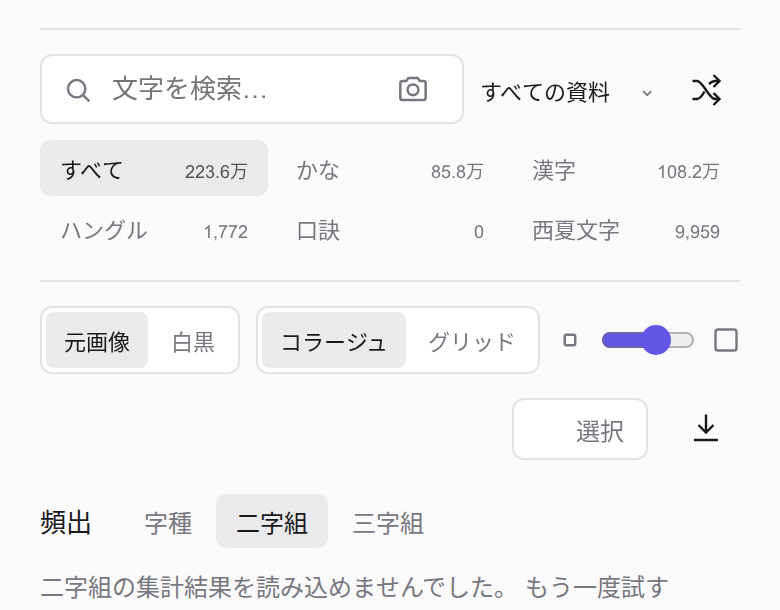 文字を検索… すべての資料
すべて 223.6万 かな 85.8万 漢字 108.2万
ハングル 1,772 口訣 0 西夏文字 9,959
元画像 白黒 コラージュ グリッド
選択
頻出 字種 二字組 三字組
二字組の集計結果を読み込めませんでした。 もう一度試す